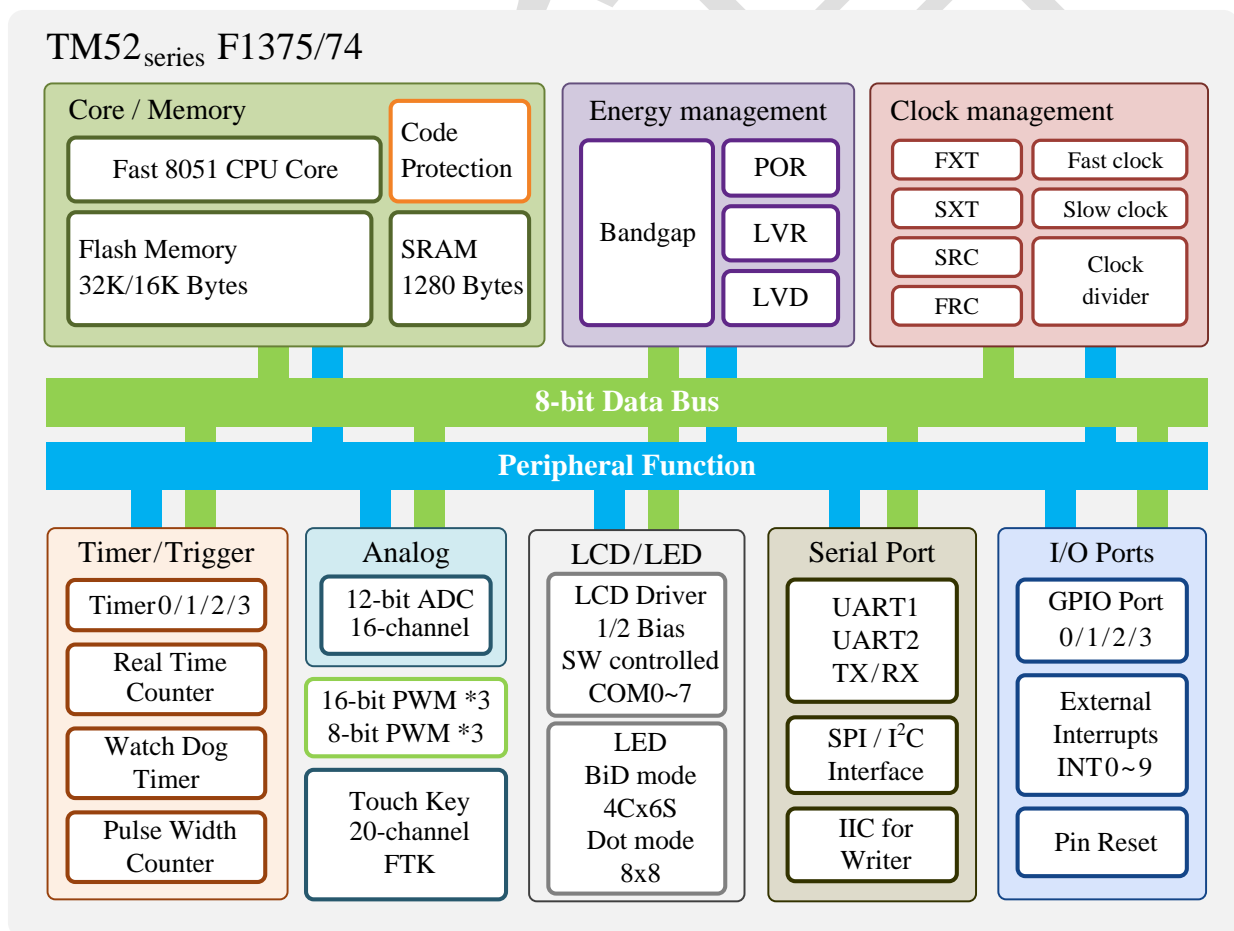 TM52series F1375/74
Core / Memory
Fast 8051 CPU Core
Code
Protection
Flash Memory
32K/16K Bytes
SRAM
1280 Bytes
Energy management
Bandgap
POR
LVR
LVD
Clock management
FXT
SXT
SRC
FRC
Fast clock
Slow clock
Clock
divider
8-bit Data Bus
Peripheral Function
Timer/Trigger
Timer0/1/2/3
Real Time
Counter
Watch Dog
Timer
Pulse Width
Counter
Analog
12-bit ADC
16-channel
16-bit PWM *3
8-bit PWM *3
Touch Key
20-channel
FTK
LCD/LED
LCD Driver
1/2 Bias
SW controlled
COM0~7
LED
BiD mode
4Cx6S
Dot mode
8x8
Serial Port
UART1
UART2
TX/RX
SPI / I²C
Interface
IIC for
Writer
I/O Ports
GPIO Port
0/1/2/3
External
Interrupts
INT0~9
Pin Reset